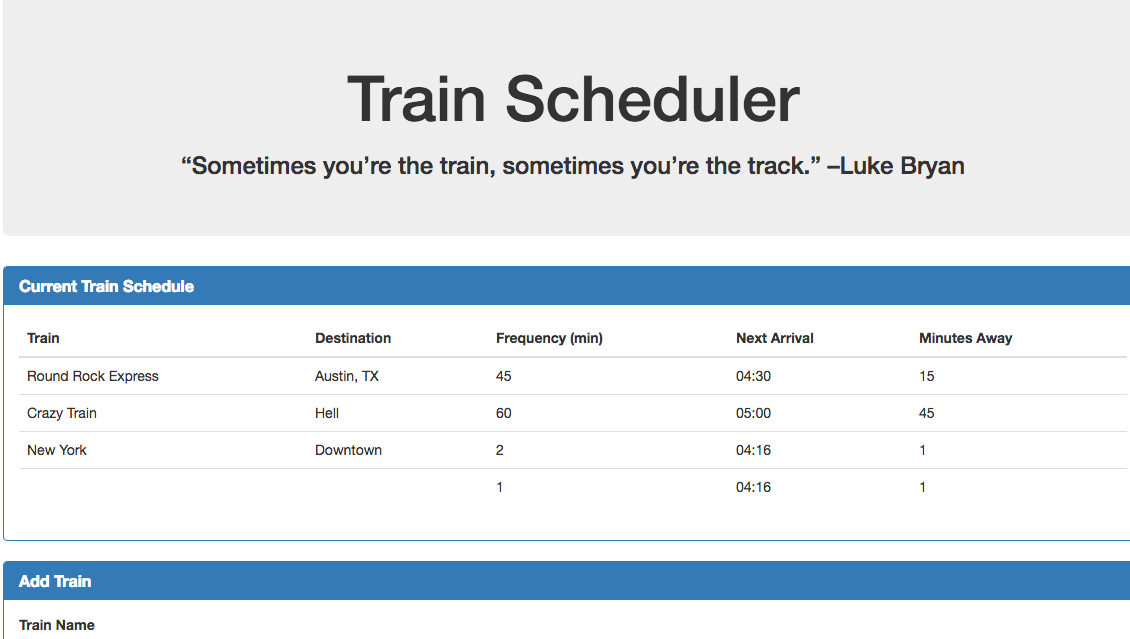 Train Scheduler
“Sometimes you’re the train, sometimes you’re the track.” –Luke Bryan
Current Train Schedule
Train Destination Frequency (min) Next Arrival Minutes Away
Round Rock Express Austin, TX 45 04:30 15
Crazy Train Hell 60 05:00 45
New York Downtown 2 04:16 1
1 04:16 1
Add Train
Train Name